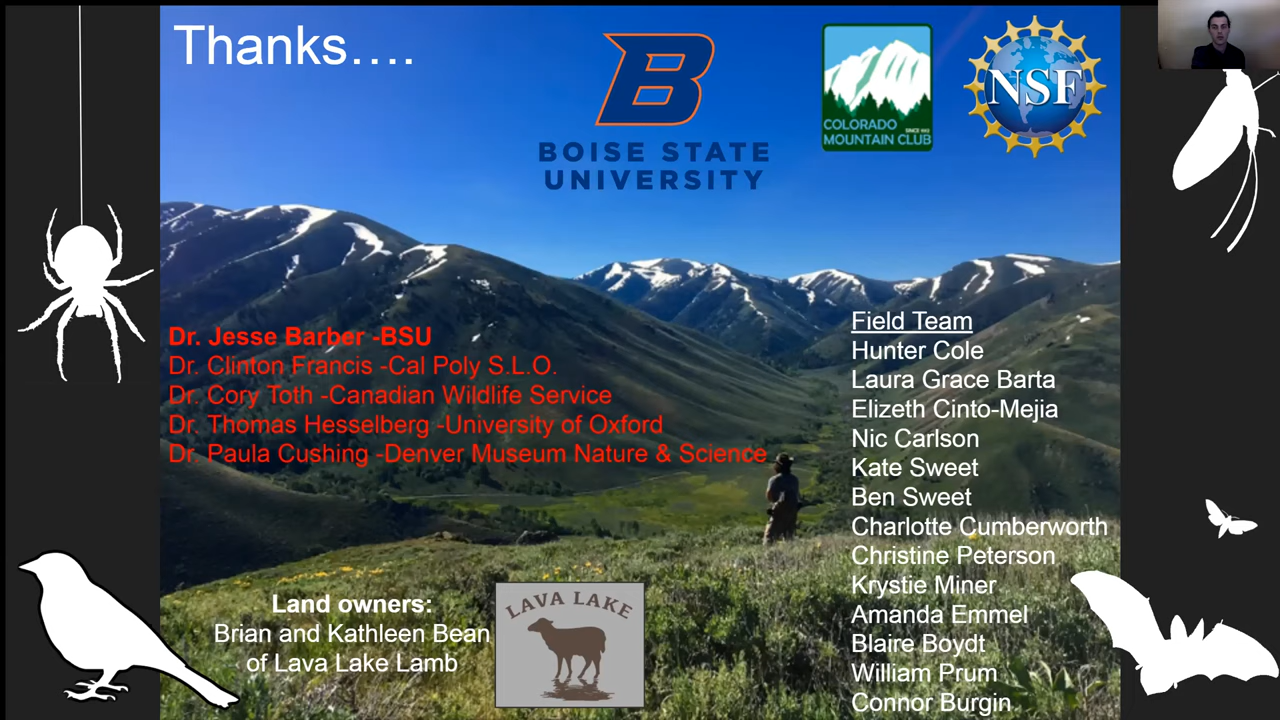 Thanks....
BOISE STATE
UNIVERSITY
COLORADO
SINCE 1912
MOUNTAIN CLUB
NSF
Dr. Jesse Barber -BSU
Dr. Clinton Francis -Cal Poly S.L.O.
Dr. Cory Toth -Canadian Wildlife Service
Dr. Thomas Hesselberg -University of Oxford
Dr. Paula Cushing -Denver Museum Nature & Science
Field Team
Hunter Cole
Laura Grace Barta
Elizeth Cinto-Mejia
Nic Carlson
Kate Sweet
Ben Sweet
Charlotte Cumberworth
Christine Peterson
Krystie Miner
Amanda Emmel
Blaire Boydt
William Prum
Connor Burgin
Land owners:
Brian and Kathleen Bean
of Lava Lake Lamb
LAVA LAKE